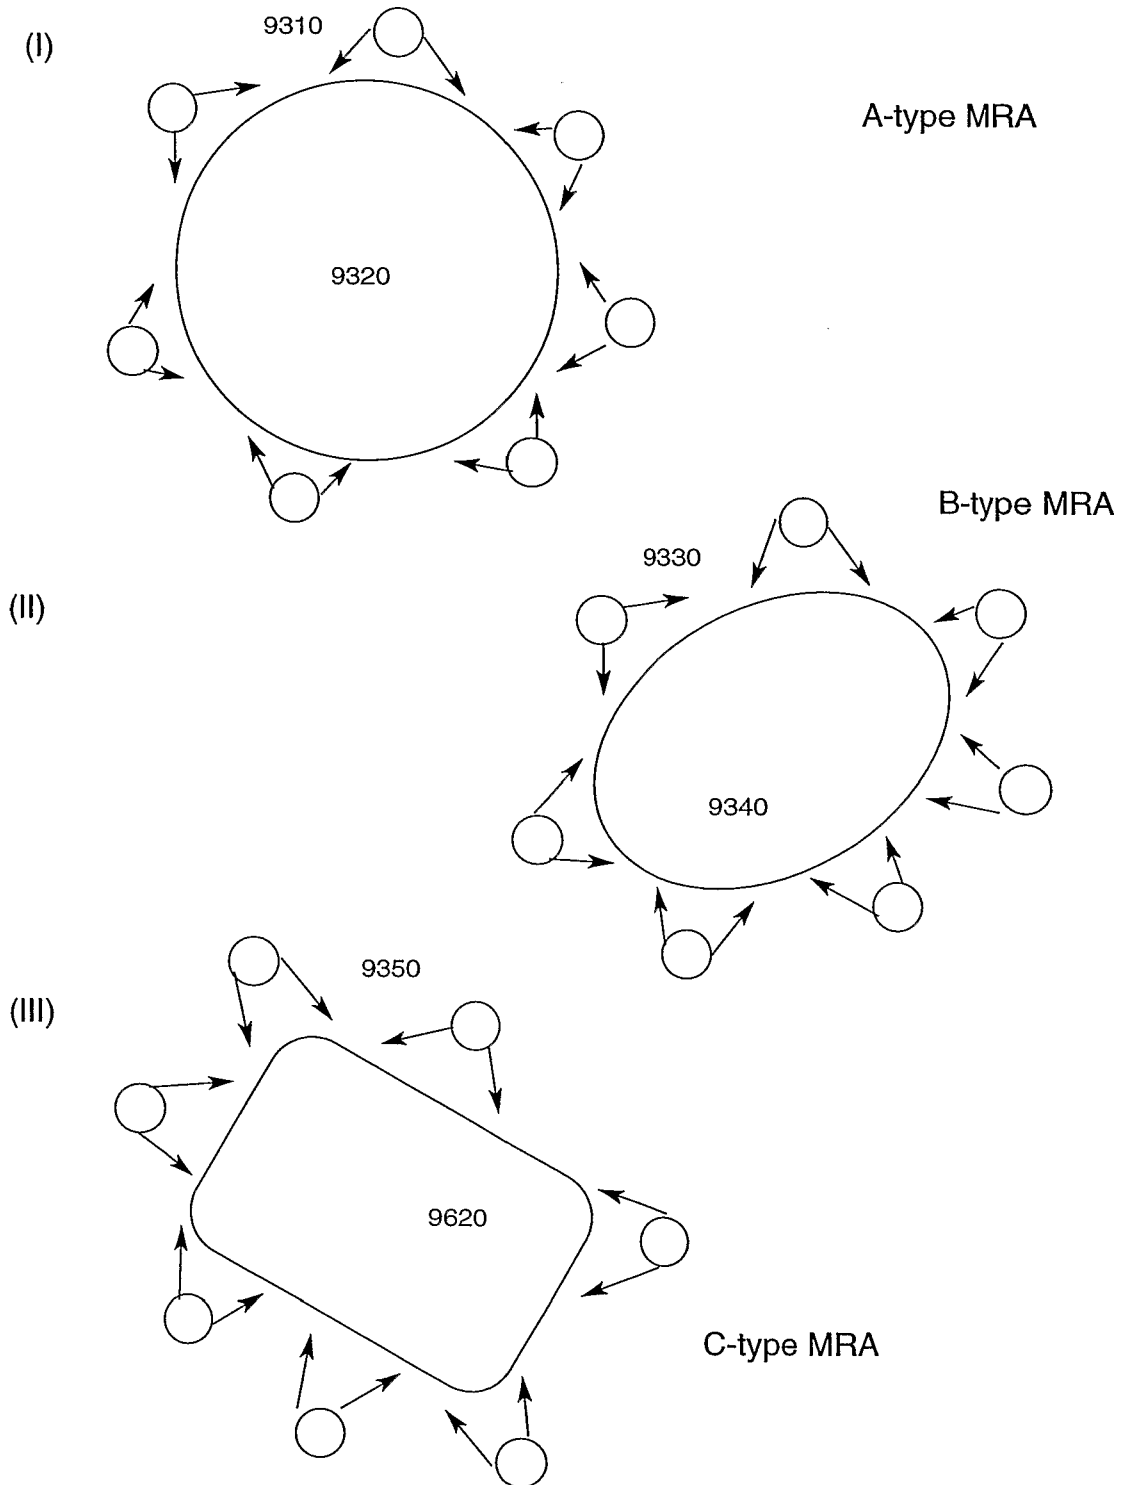 9310
(I)
A-type MRA
9320
B-type MRA
9330
(II)
9340
9350
(III)
9620
C-type MRA